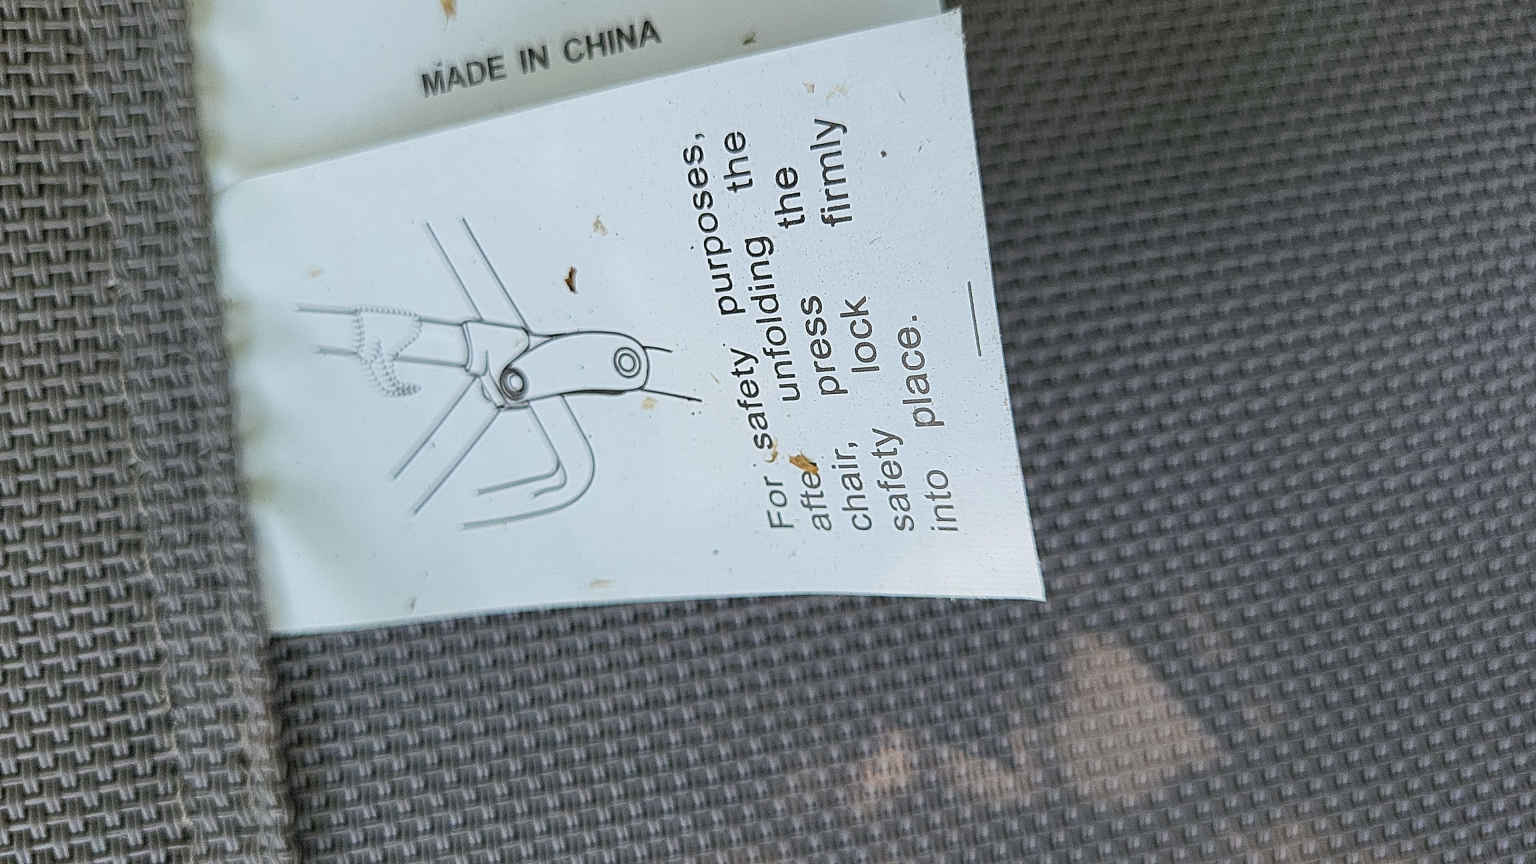 MADE IN CHINA
For safety purposes,
after unfolding the
chair, press the
safety lock firmly
into place.